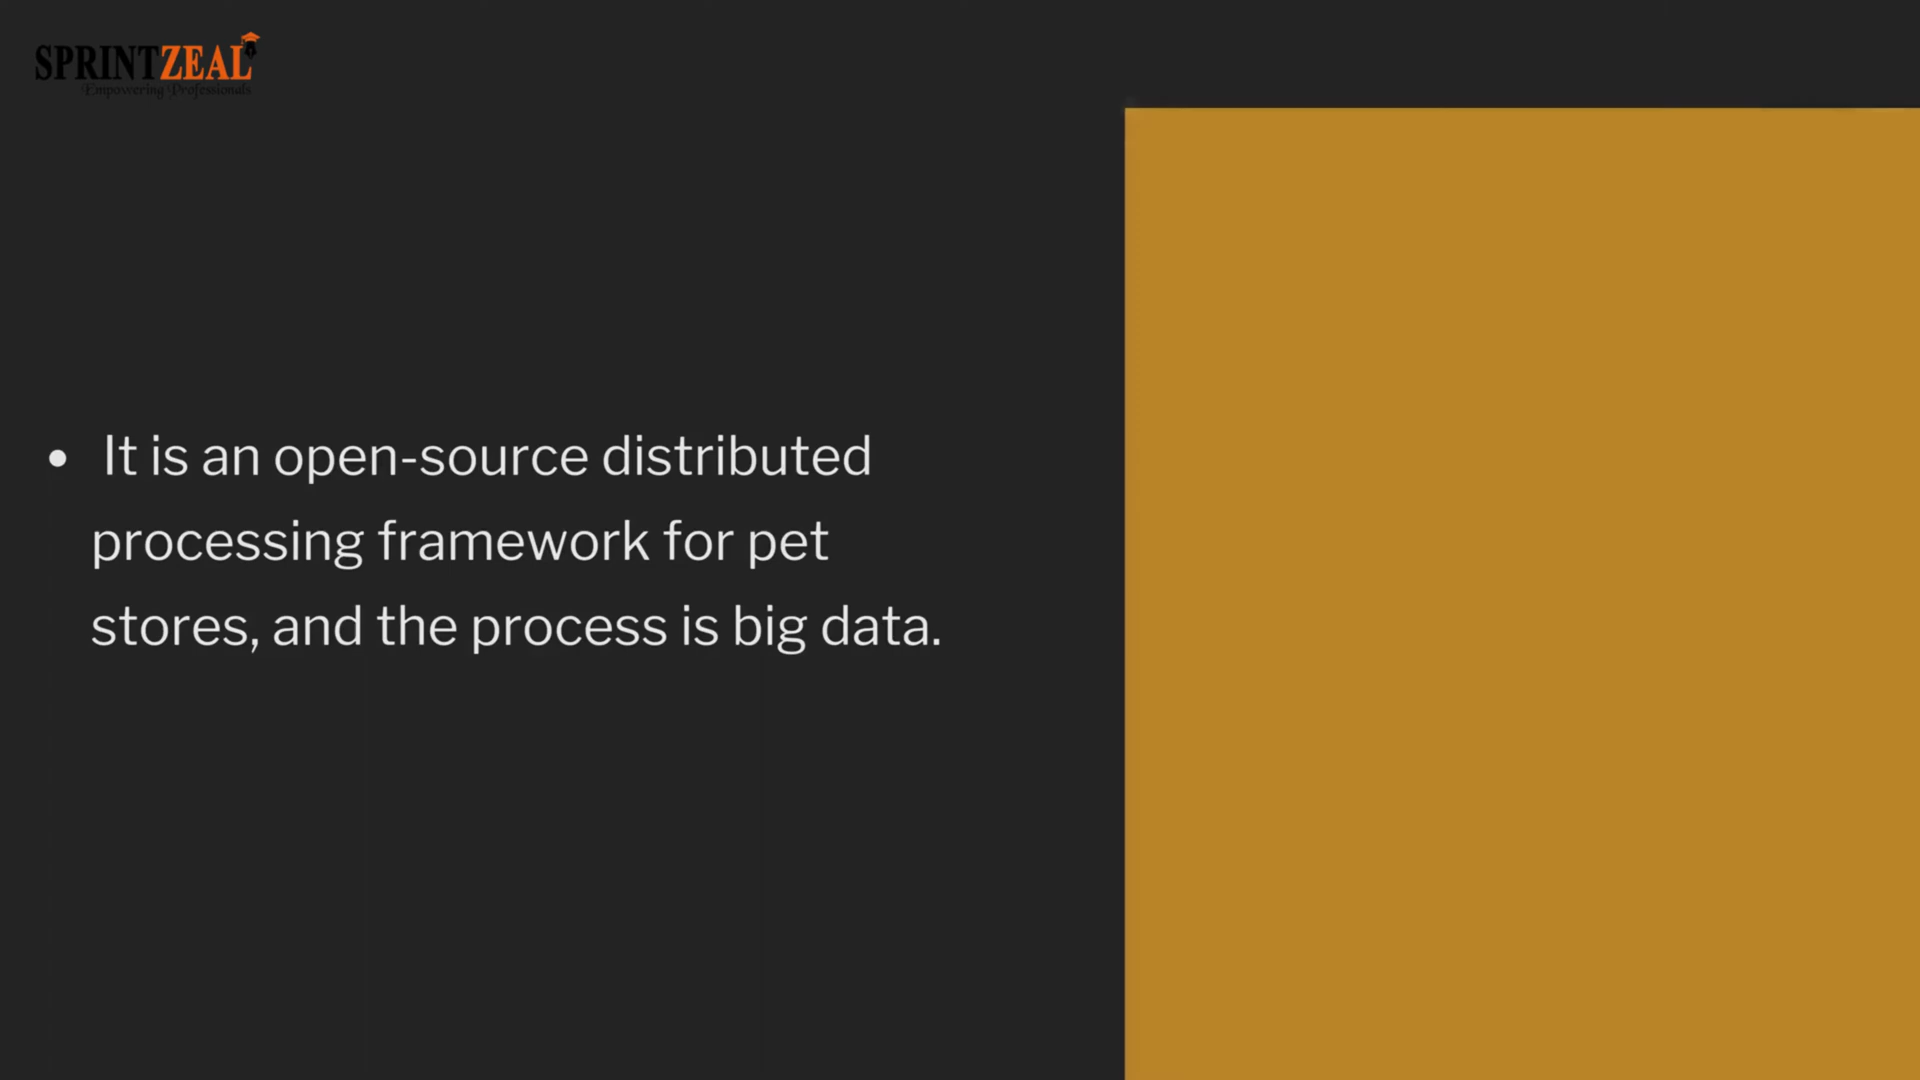 SPRINTZEAL
Empowering Professionals
• It is an open-source distributed
processing framework for pet
stores, and the process is big data.